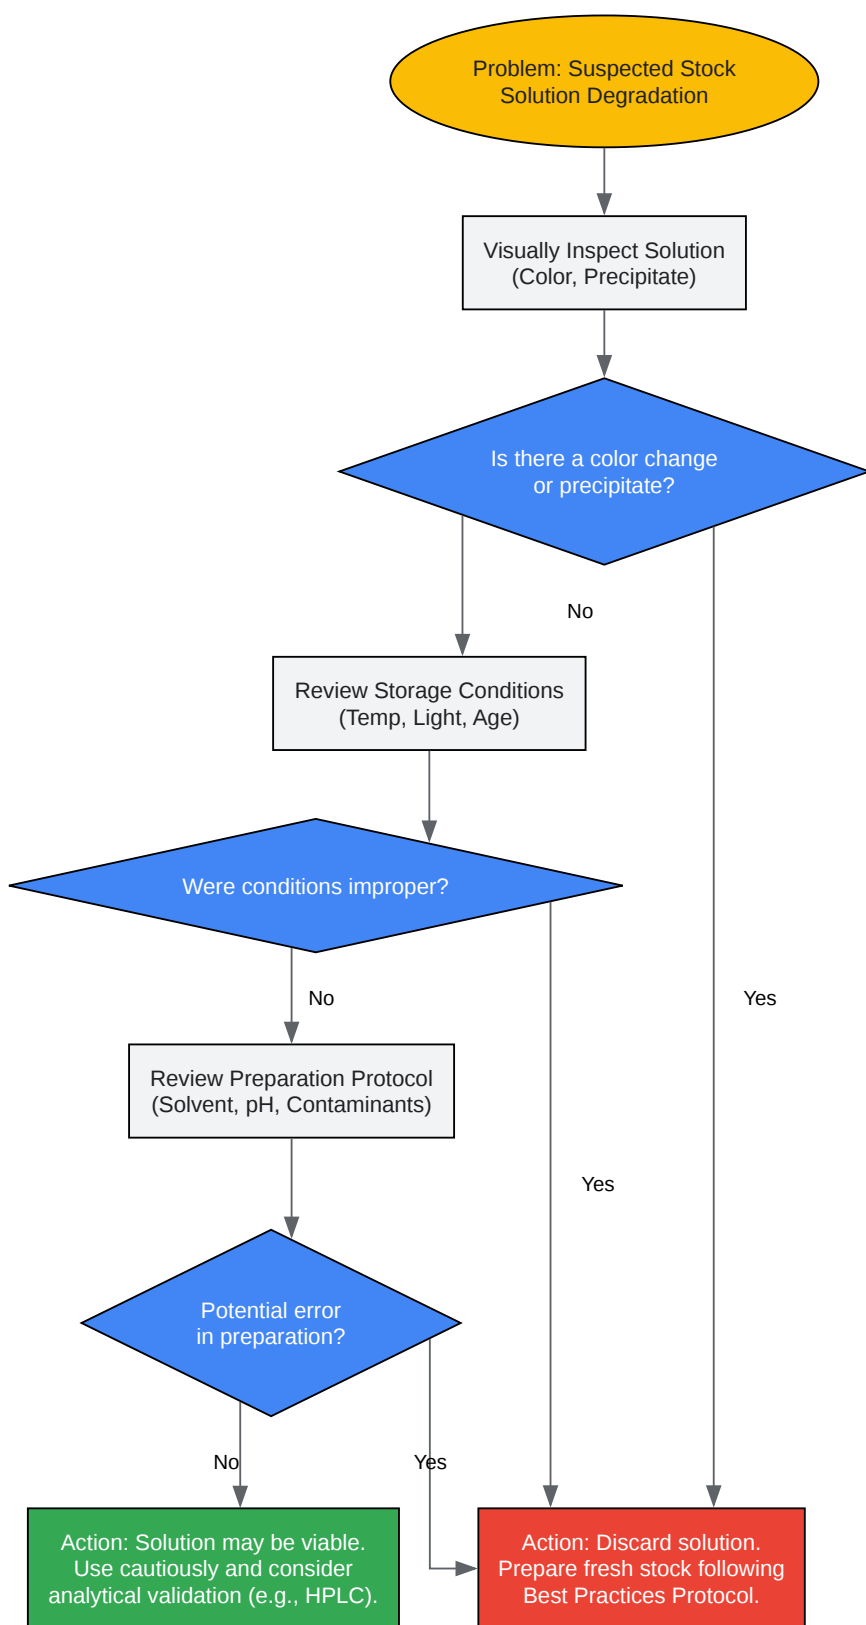 Problem: Suspected Stock
Solution Degradation
Visually Inspect Solution
(Color, Precipitate)
Is there a color change
or precipitate?
No
Review Storage Conditions
(Temp, Light, Age)
Were conditions improper?
No
Yes
Review Preparation Protocol
(Solvent, pH, Contaminants)
Yes
Potential error
in preparation?
No
Yes
Action: Solution may be viable.
Use cautiously and consider
analytical validation (e.g., HPLC).
Action: Discard solution.
Prepare fresh stock following
Best Practices Protocol.